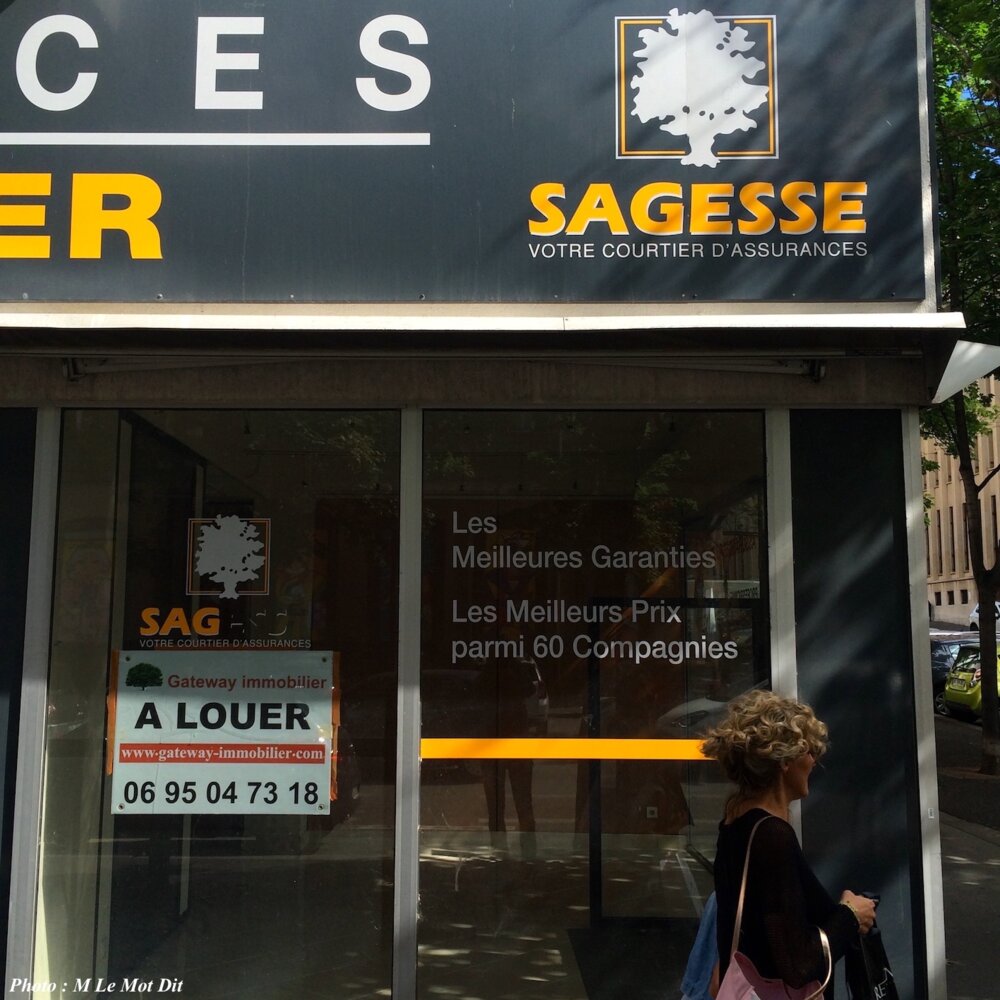 CES
ER
SAGESSE
VOTRE COURTIER D'ASSURANCES
Les
Meilleures Garanties
Les Meilleurs Prix
parmi 60 Compagnies
SAG
VOTRE COURTIER D'ASSURANCES
Gateway immobilier
A LOUER
www.gateway-immobilier.com
06 95 04 73 18
Photo : M Le Mot Dit